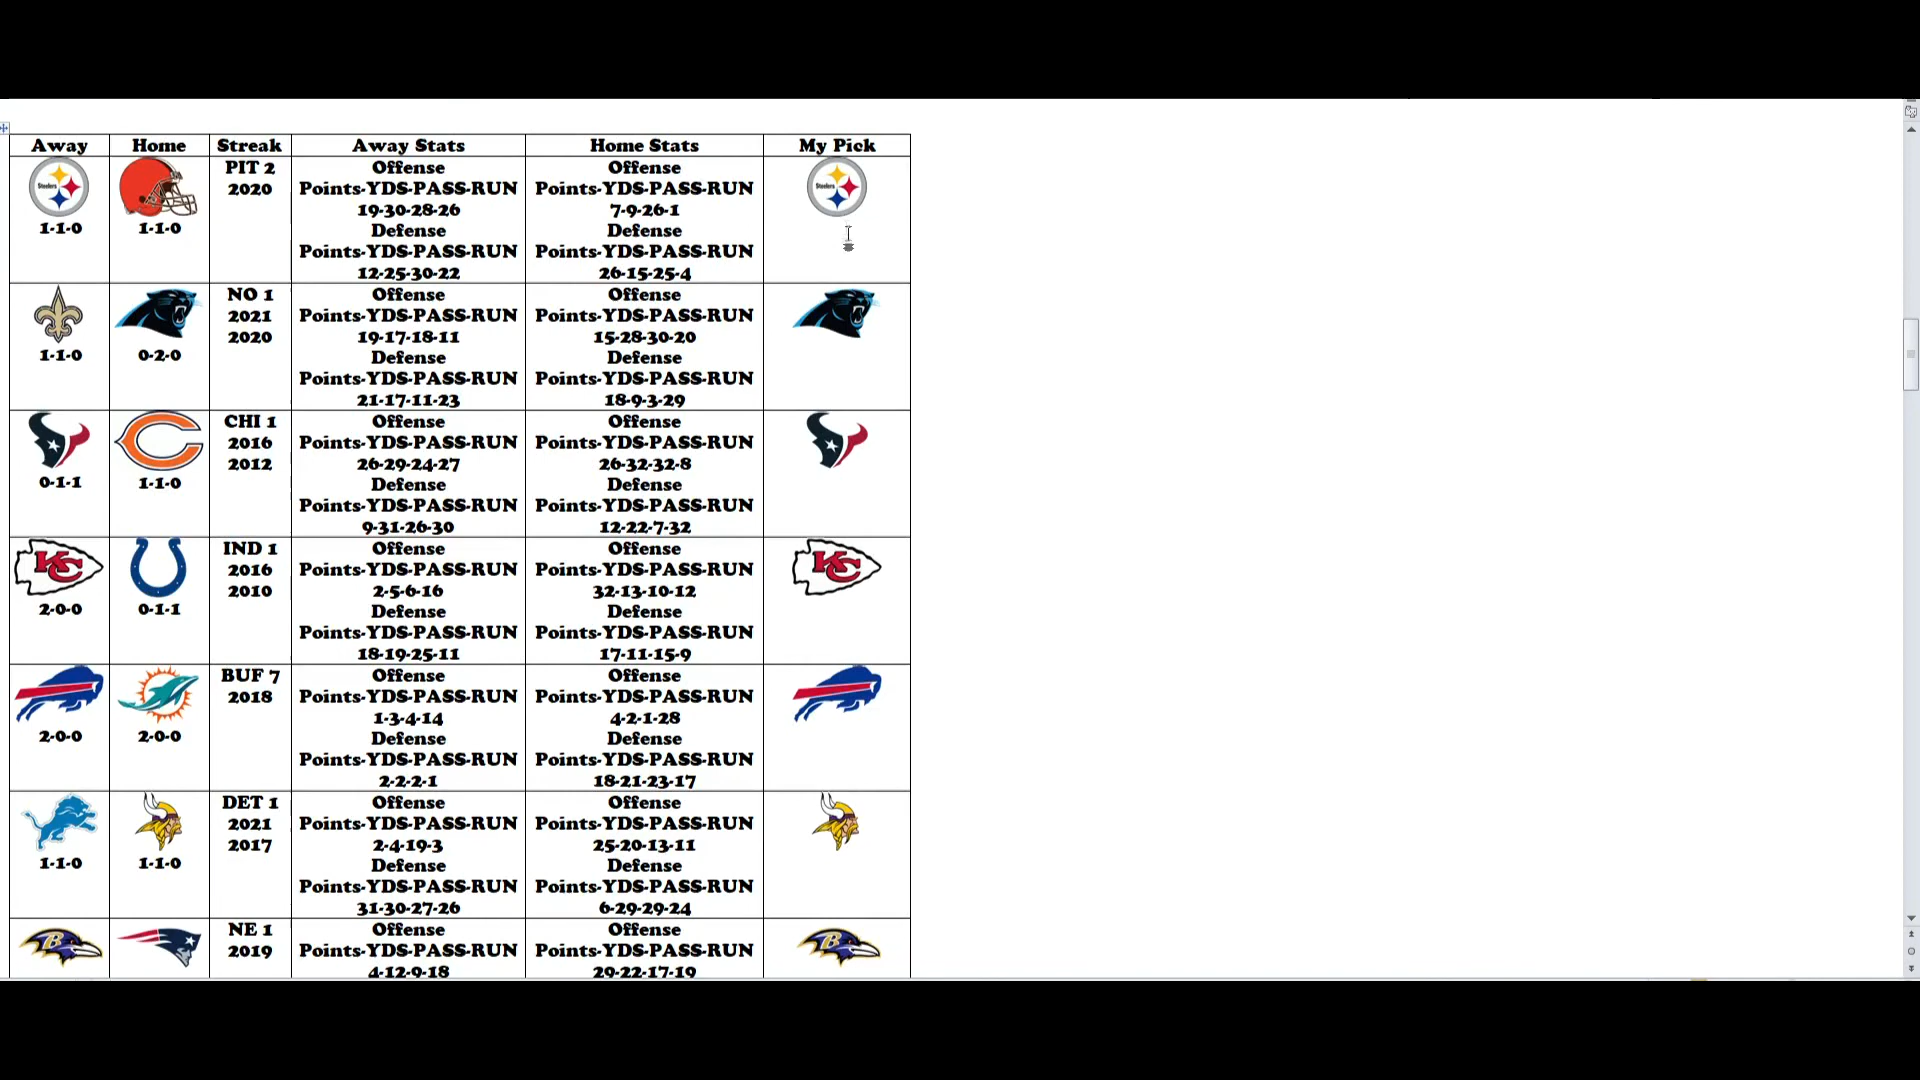 Away Home Streak Away Stats Home Stats My Pick
Steelers PIT 2 Offense Offense Steelers
2020 Points-YDS-PASS-RUN Points-YDS-PASS-RUN
19-30-28-26 7-9-26-1
1-1-0 1-1-0 Defense Defense
Points-YDS-PASS-RUN Points-YDS-PASS-RUN
12-25-30-22 26-15-25-4
NO 1 Offense Offense
2021 Points-YDS-PASS-RUN Points-YDS-PASS-RUN
2020 19-17-18-11 15-28-30-20
1-1-0 0-2-0 Defense Defense
Points-YDS-PASS-RUN Points-YDS-PASS-RUN
21-17-11-23 18-9-3-29
CHI 1 Offense Offense
2016 Points-YDS-PASS-RUN Points-YDS-PASS-RUN
2012 26-29-24-27 26-32-32-8
0-1-1 1-1-0 Defense Defense
Points-YDS-PASS-RUN Points-YDS-PASS-RUN
9-31-26-30 12-22-7-32
IND 1 Offense Offense
KC 2016 Points-YDS-PASS-RUN Points-YDS-PASS-RUN KC
2010 2-5-6-16 32-13-10-12
2-0-0 0-1-1 Defense Defense
Points-YDS-PASS-RUN Points-YDS-PASS-RUN
18-19-25-11 17-11-15-9
BUF 7 Offense Offense
2018 Points-YDS-PASS-RUN Points-YDS-PASS-RUN
1-3-4-14 4-2-1-28
2-0-0 2-0-0 Defense Defense
Points-YDS-PASS-RUN Points-YDS-PASS-RUN
2-2-2-1 18-21-23-17
DET 1 Offense Offense
2021 Points-YDS-PASS-RUN Points-YDS-PASS-RUN
2017 2-4-19-3 25-20-13-11
1-1-0 1-1-0 Defense Defense
Points-YDS-PASS-RUN Points-YDS-PASS-RUN
31-30-27-26 6-29-29-24
NE 1 Offense Offense
B 2019 Points-YDS-PASS-RUN Points-YDS-PASS-RUN B
4-12-9-18 29-22-17-19